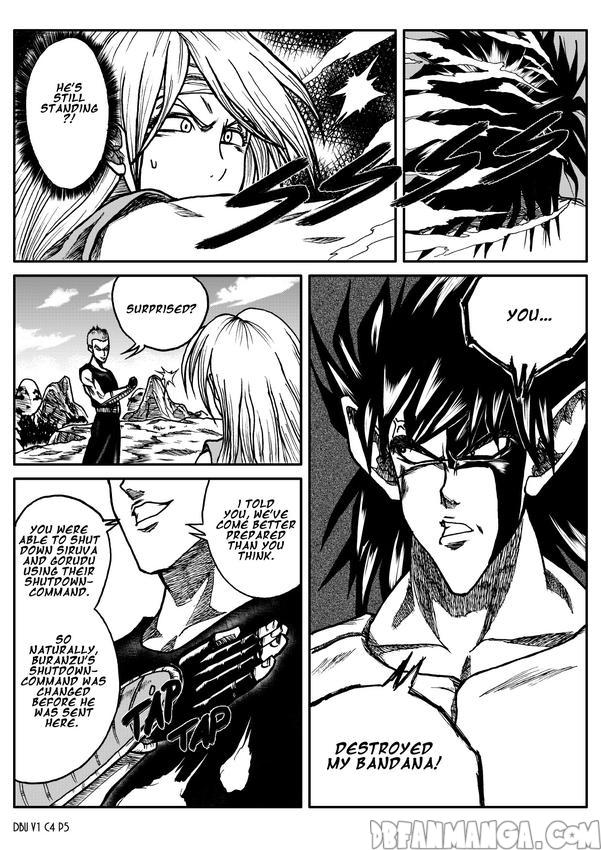 SSSS
HE'S
STILL
STANDING
?!
YOU...
DESTROYED
MY BANDANA!
SURPRISED?
I TOLD
YOU, WE'VE
COME BETTER
PREPARED
THAN YOU
THINK.
YOU WERE
ABLE TO SHUT
DOWN SIRUVA
AND GORUDU
USING THEIR
SHUTDOWN-
COMMAND.
SO
NATURALLY,
BURANZU'S
SHUTDOWN-
COMMAND WAS
CHANGED
BEFORE HE
WAS SENT
HERE.
TAP
TAP
DBU V1 C4 P5
DBFANMANGA.COM